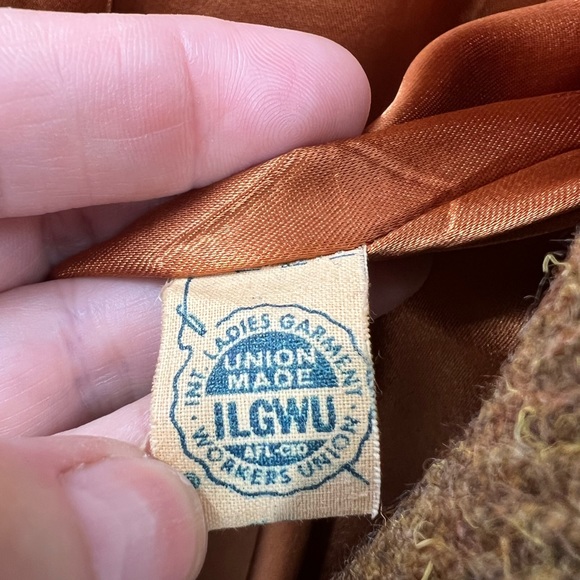 INT. LADIES GARMENT
UNION
MADE
ILGWU
AFL-CIO
WORKERS UNION
®